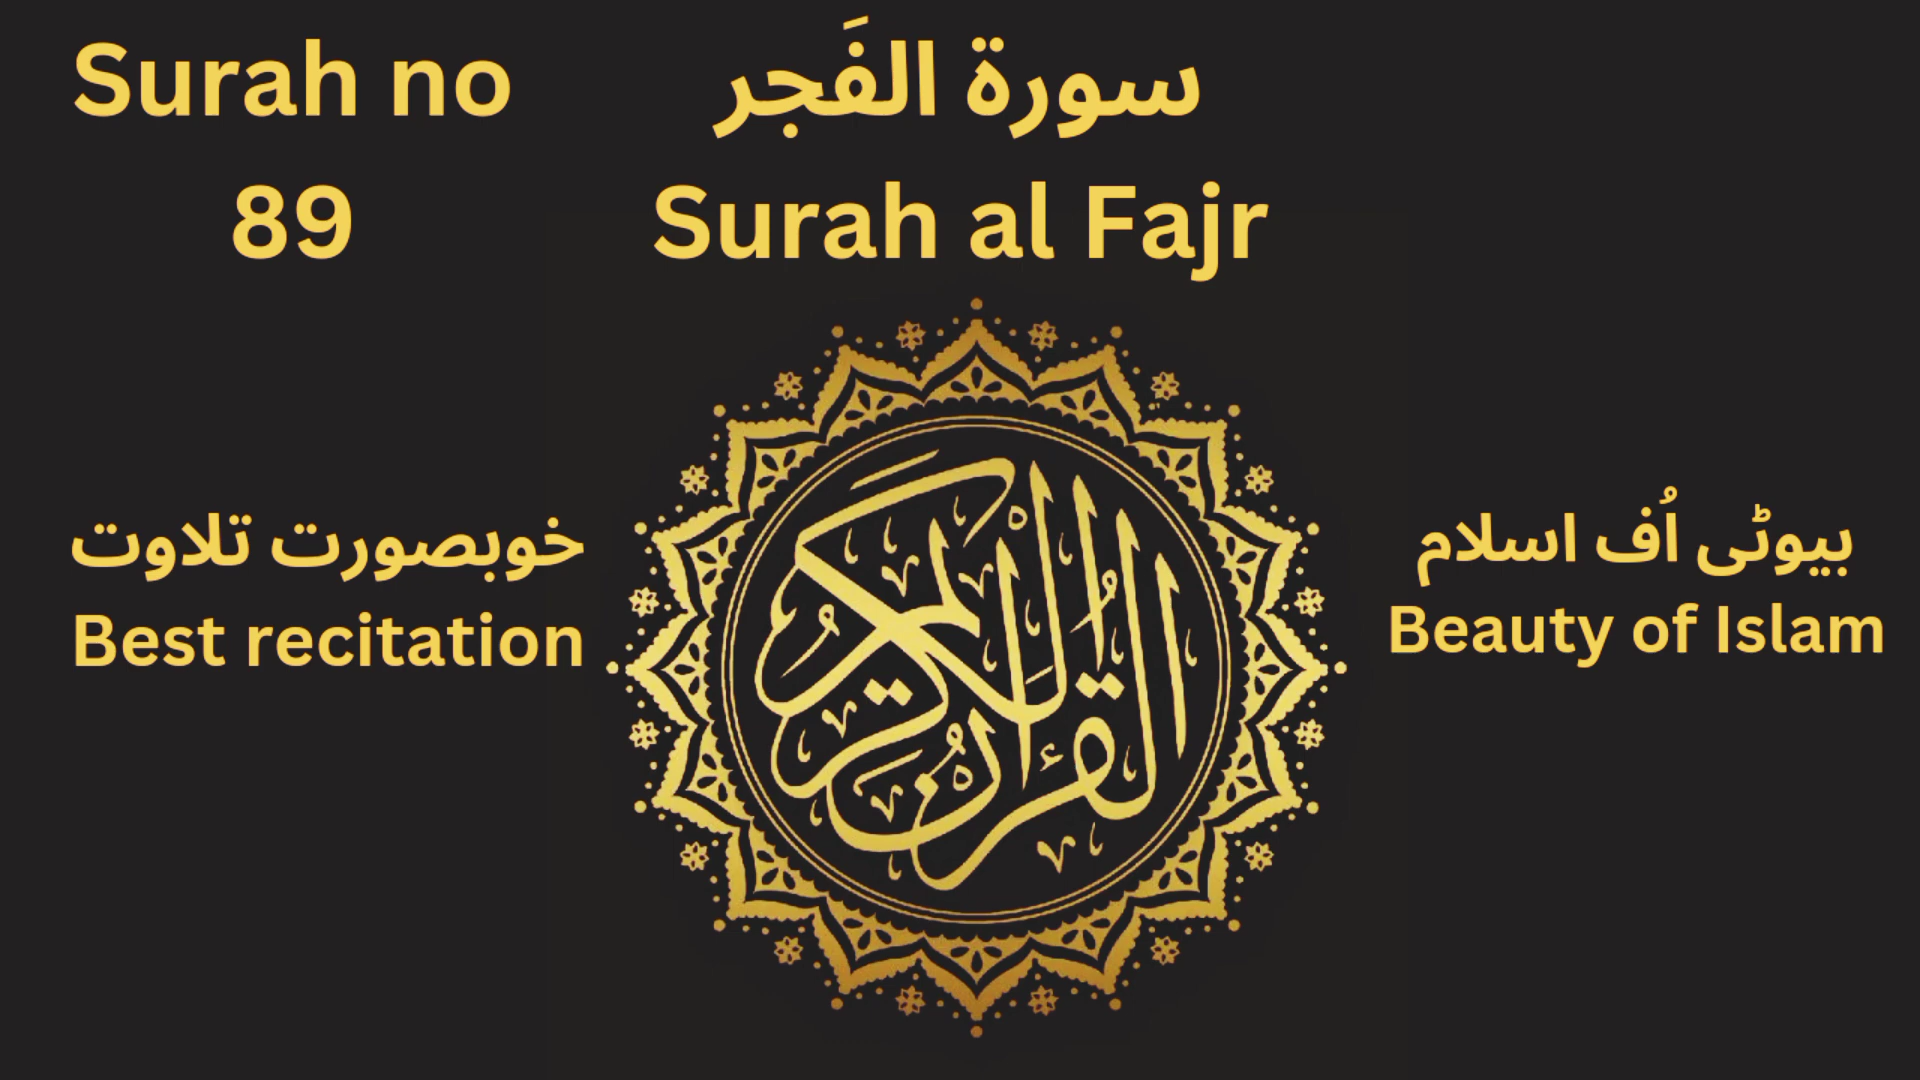 Surah no
89
سورة الفَجر
Surah al Fajr
خوبصورت تلاوت
Best recitation
القرآن الكريم
بیوٹی اُف اسلام
Beauty of Islam